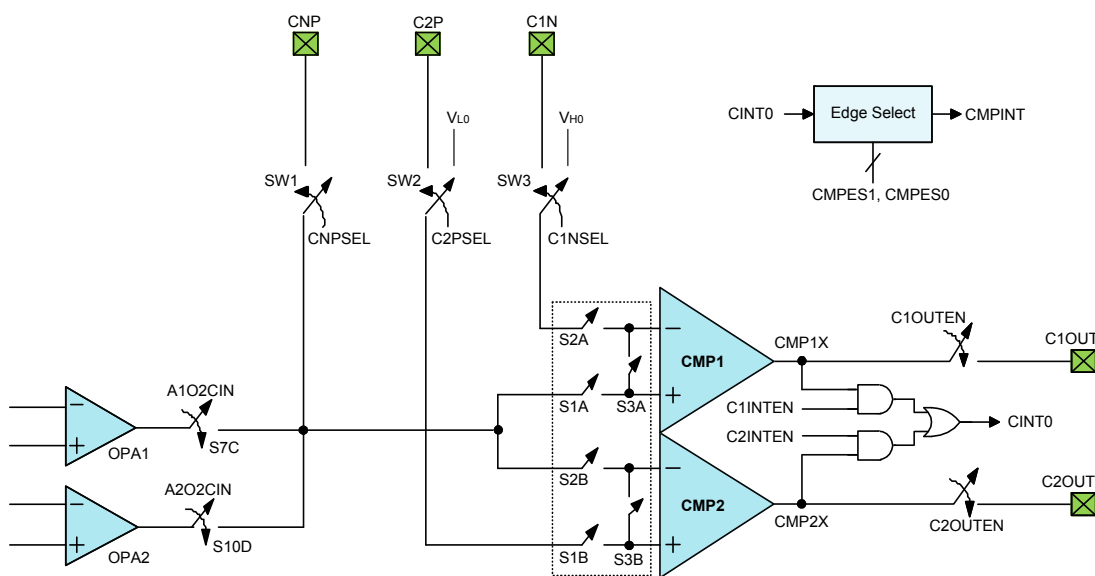 CNP
C2P
C1N
VL0
VH0
CINT0
Edge Select
CMPINT
SW1
SW2
SW3
CMPES1, CMPES0
CNPSEL
C2PSEL
C1NSEL
S2A
S1A
S3A
CMP1
CMP1X
C1OUTEN
C1OUT
A1O2CIN
S7C
OPA1
C1INTEN
C2INTEN
CINT0
S2B
CMP2
C2OUT
A2O2CIN
S10D
OPA2
S1B
S3B
CMP2X
C2OUTEN
−
+
−
+
−
+
−
+